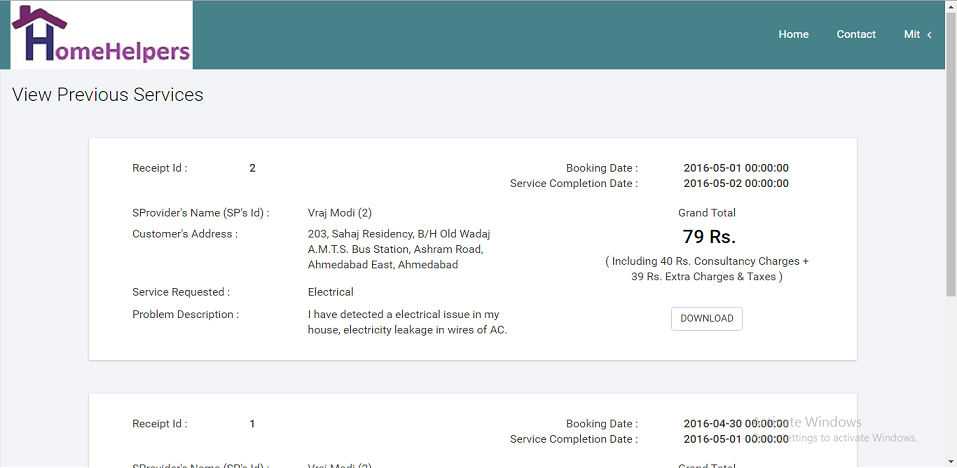 HomeHelpers
Home Contact Mit <
View Previous Services
Receipt Id : 2 Booking Date : 2016-05-01 00:00:00
Service Completion Date : 2016-05-02 00:00:00
SProvider's Name (SP's Id) : Vraj Modi (2) Grand Total
Customer's Address : 203, Sahaj Residency, B/H Old Wadaj 79 Rs.
A.M.T.S. Bus Station, Ashram Road,
Ahmedabad East, Ahmedabad ( Including 40 Rs. Consultancy Charges +
39 Rs. Extra Charges & Taxes )
Service Requested : Electrical
Problem Description : I have detected a electrical issue in my DOWNLOAD
house, electricity leakage in wires of AC.
Receipt Id : 1 Booking Date : 2016-04-30 00:00:00
Activate Windows
Service Completion Date : 2016-05-01 00:00:00
ettings to activate Windows.
SProvider's Name (SP's Id) : Vraj Modi (2) Grand Total